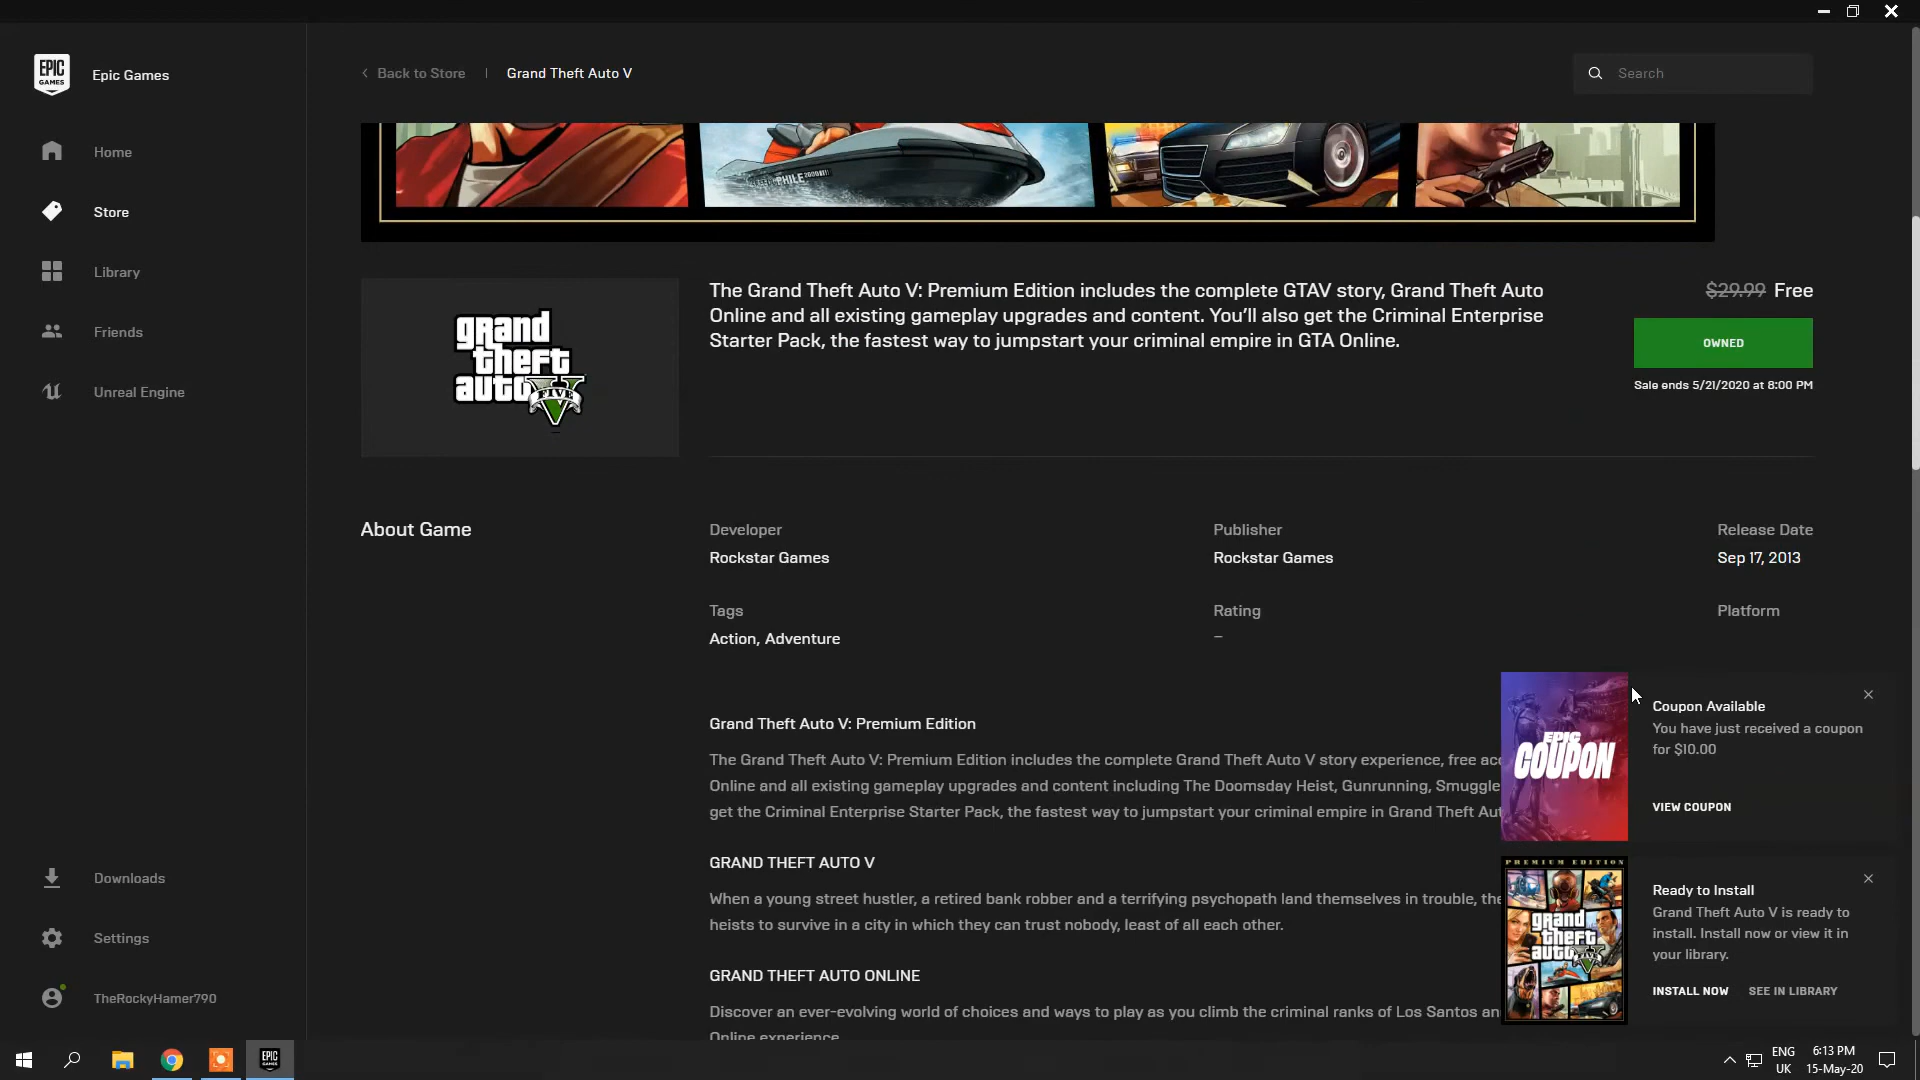 EPIC
GAMES
Epic Games
Home
Store
Library
Friends
Unreal Engine
Downloads
Settings
TheRockyHamer790
Back to Store
Grand Theft Auto V
Search
PHILE
grand
theft
auto V
FIVE
The Grand Theft Auto V: Premium Edition includes the complete GTAV story, Grand Theft Auto
Online and all existing gameplay upgrades and content. You’ll also get the Criminal Enterprise
Starter Pack, the fastest way to jumpstart your criminal empire in GTA Online.
$29.99 Free
OWNED
Sale ends 5/21/2020 at 8:00 PM
About Game
Developer
Rockstar Games
Publisher
Rockstar Games
Release Date
Sep 17, 2013
Tags
Action, Adventure
Rating
–
Platform
Grand Theft Auto V: Premium Edition
The Grand Theft Auto V: Premium Edition includes the complete Grand Theft Auto V story experience, free
Online and all existing gameplay upgrades and content including The Doomsday Heist, Gunrunning,
get the Criminal Enterprise Starter Pack, the fastest way to jumpstart your criminal empire in Grand Theft
GRAND THEFT AUTO V
When a young street hustler, a retired bank robber and a terrifying psychopath land themselves in trouble,
heists to survive in a city in which they can trust nobody, least of all each other.
GRAND THEFT AUTO ONLINE
Discover an ever-evolving world of choices and ways to play as you climb the criminal ranks of Los Santos
Online experience
EPIC
COUPON
Coupon Available
You have just received a coupon
for $10.00
VIEW COUPON
PREMIUM EDITION
grand
theft
auto V
FIVE
Ready to Install
Grand Theft Auto V is ready to
install. Install now or view it in
your library.
INSTALL NOW
SEE IN LIBRARY
EPIC
GAMES
ENG
UK
6:13 PM
15-May-20